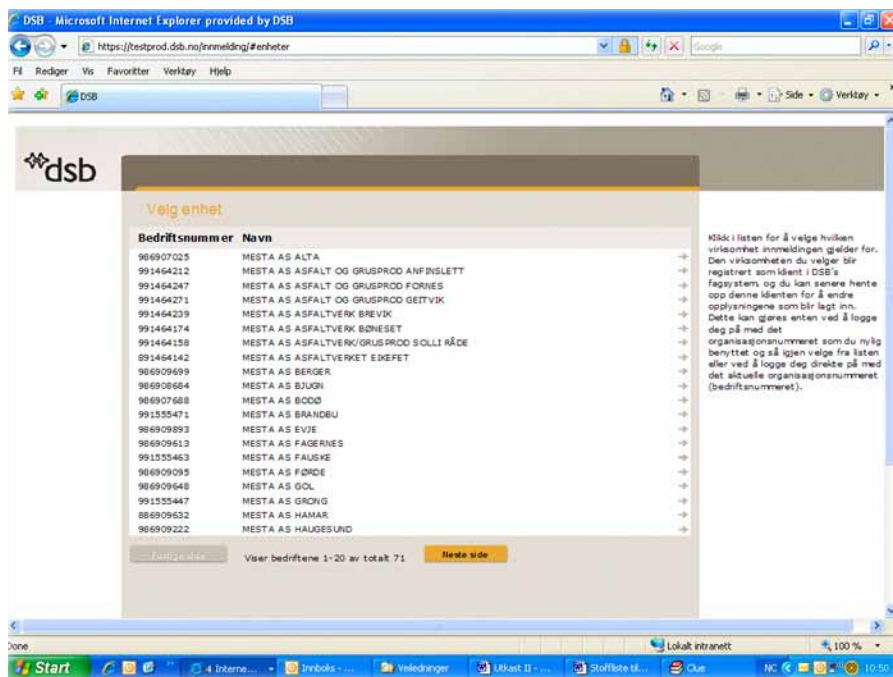 DSB - Microsoft Internet Explorer provided by DSB
https://testprod.dsb.no/innmelding/#enheter
Google
Fil Rediger Vis Favoritter Verktøy Hjelp
DSB
Side
Verktøy
dsb
Velg enhet
Bedriftsnummer Navn
986907025 MESTA AS ALTA
991464212 MESTA AS ASFALT OG GRUSPROD ANFINSLETT
991464247 MESTA AS ASFALT OG GRUSPROD FORNES
991464271 MESTA AS ASFALT OG GRUSPROD GEITVIK
991464239 MESTA AS ASFALTVERK BREVIK
991464174 MESTA AS ASFALTVERK BØNESET
991464158 MESTA AS ASFALTVERK/GRUSPROD SOLLI RÅDE
891464142 MESTA AS ASFALTVERKET EIKEFET
986909699 MESTA AS BERGER
986908684 MESTA AS BJUGN
986907688 MESTA AS BODØ
991555471 MESTA AS BRANDBU
986909893 MESTA AS EVJE
986909613 MESTA AS FAGERNES
991555463 MESTA AS FAUSKE
986909095 MESTA AS FØRDE
986909648 MESTA AS GOL
991555447 MESTA AS GRONG
886909632 MESTA AS HAMAR
986909222 MESTA AS HAUGESUND
Forrige side
Viser bedriftene 1-20 av totalt 71
Neste side
Klikk i listen for å velge hvilken
virksomhet innmeldingen gjelder for.
Den virksomheten du velger blir
registrert som klient i DSB's
fagsystem, og du kan senere hente
opp denne klienten for å endre
opplysningene som blir lagt inn.
Dette kan gjøres enten ved å logge
deg på med det
organisasjonsnummeret som du nylig
benyttet og så igjen velge fra listen
eller ved å logge deg direkte på med
det aktuelle organisasjonsnummeret
(bedriftsnummeret).
Done
Lokalt intranett
100 %
Start
4 Interne...
Innboks - ...
Veiledninger
Utkast II - ...
Stoffliste til...
Clue
NO
10:50